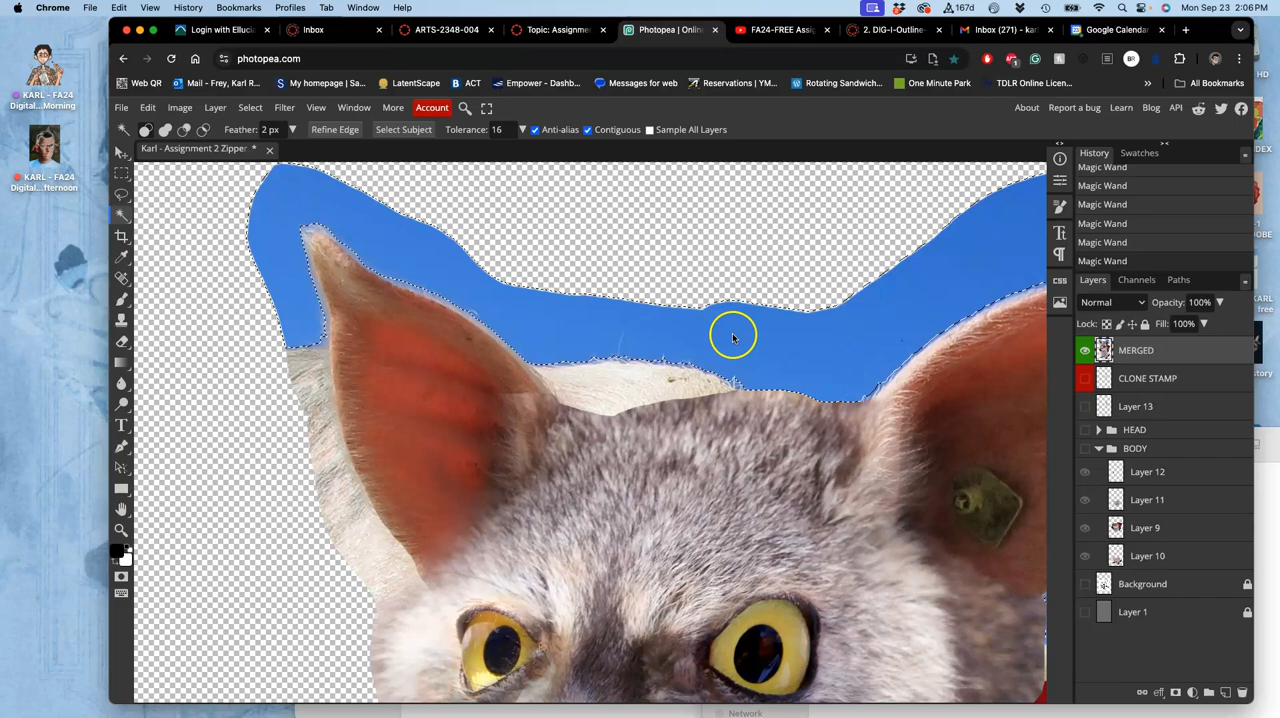 Chrome File Edit View History Bookmarks Profiles Tab Window Help 167d Mon Sep 23 2:06 PM
Login with Ellucia Inbox ARTS-2348-004 Topic: Assignme Photopea | Onlin YouTube FA24-FREE Assig 2. DIG-I-Outline- Inbox (271) - kar Google Calendar
photopea.com
Web QR Mail - Frey, Karl R... My homepage | Sa... LatentScape ACT Empower - Dashb... Messages for web Reservations | YM... Rotating Sandwich... One Minute Park TDLR Online Licen... All Bookmarks
File Edit Image Layer Select Filter View Window More Account About Report a bug Learn Blog API
Feather: 2 px Refine Edge Select Subject Tolerance: 16 Anti-alias Contiguous Sample All Layers
Karl - Assignment 2 Zipper *
History Swatches
Magic Wand
Magic Wand
Magic Wand
Magic Wand
Magic Wand
Magic Wand
Layers Channels Paths
Normal Opacity: 100%
Lock: Fill: 100%
MERGED
CLONE STAMP
Layer 13
HEAD
BODY
Layer 12
Layer 11
Layer 9
Layer 10
Background
Layer 1
KARL - FA24
Digital...Morning
KARL - FA24
Digital...fternoon
CSS
Network